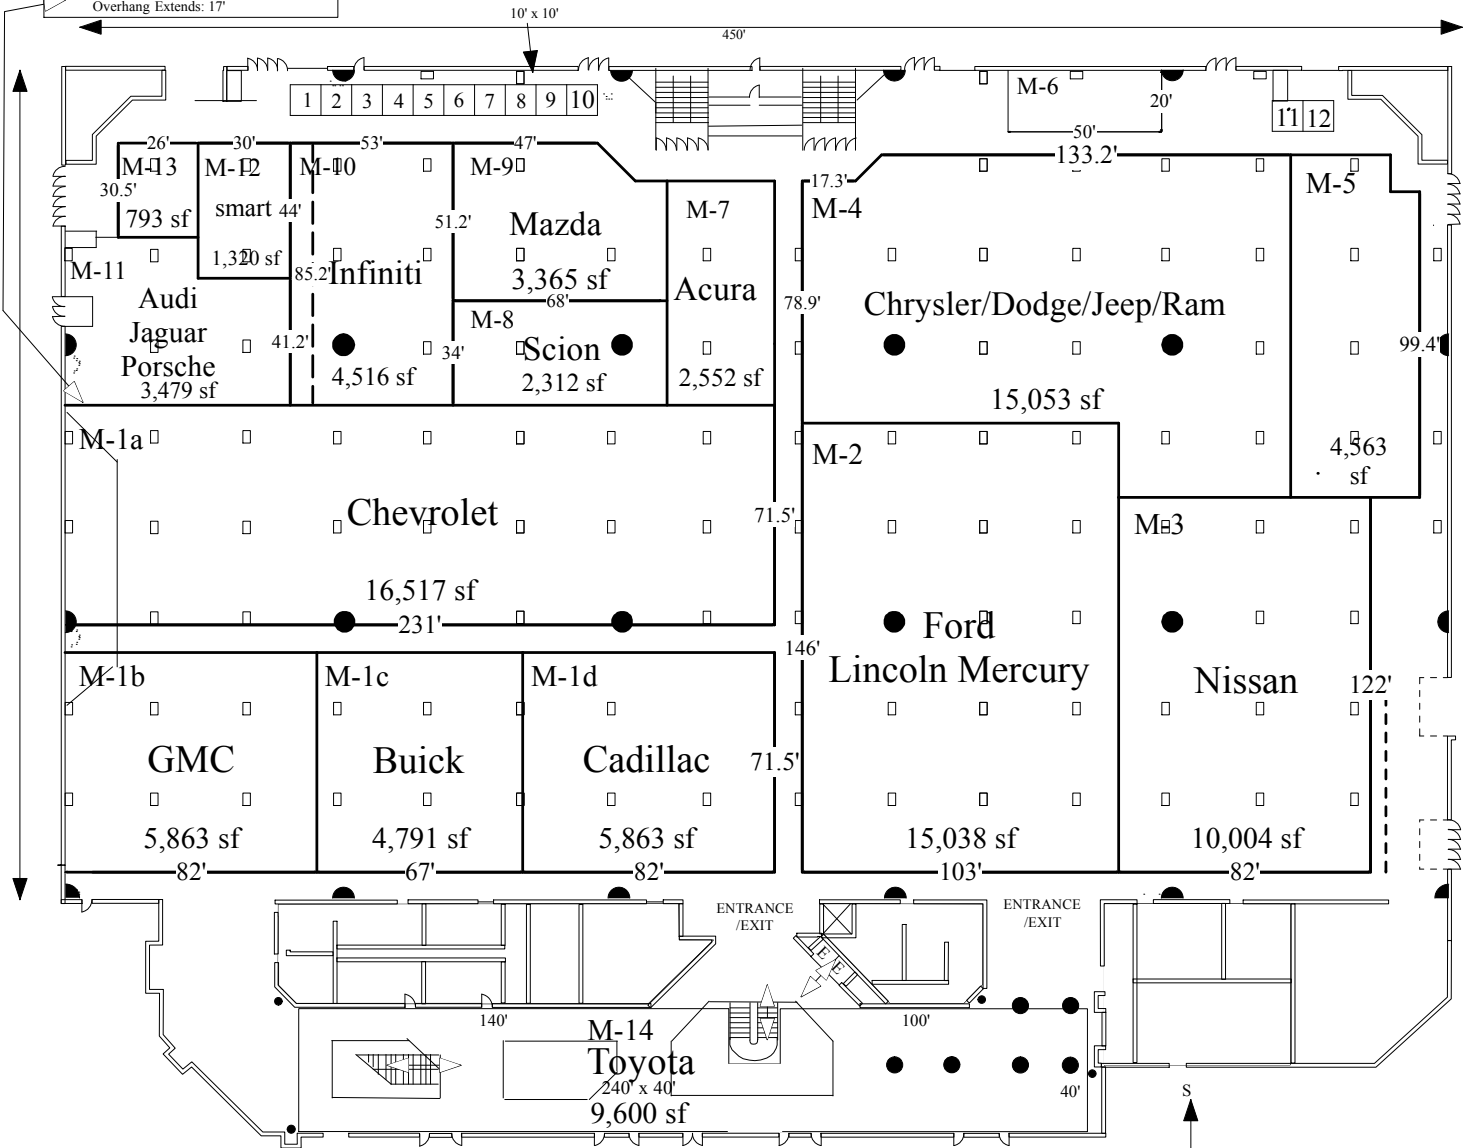 Overhang Extends: 17'
10' x 10'
450'
1 2 3 4 5 6 7 8 9 10
M-6
20'
50'
11 12
26'
30'
53'
47'
133.2'
M-13
30.5'
793 sf
M-12
smart
44'
1,320 sf
M-10
85.2'
Infiniti
4,516 sf
M-9
51.2'
Mazda
3,365 sf
68'
M-8
34'
Scion
2,312 sf
M-7
Acura
2,552 sf
17.3'
M-4
78.9'
Chrysler/Dodge/Jeep/Ram
15,053 sf
M-5
99.4'
4,563
sf
M-11
Audi
Jaguar
Porsche
3,479 sf
41.2'
M-1a
Chevrolet
71.5'
16,517 sf
231'
M-2
146'
Ford
Lincoln Mercury
15,038 sf
103'
M-3
Nissan
122'
10,004 sf
82'
M-1b
GMC
5,863 sf
82'
M-1c
Buick
4,791 sf
67'
M-1d
Cadillac
71.5'
5,863 sf
82'
ENTRANCE
/EXIT
ENTRANCE
/EXIT
E
E
140'
M-14
100'
Toyota
240' x 40'
40'
9,600 sf
S